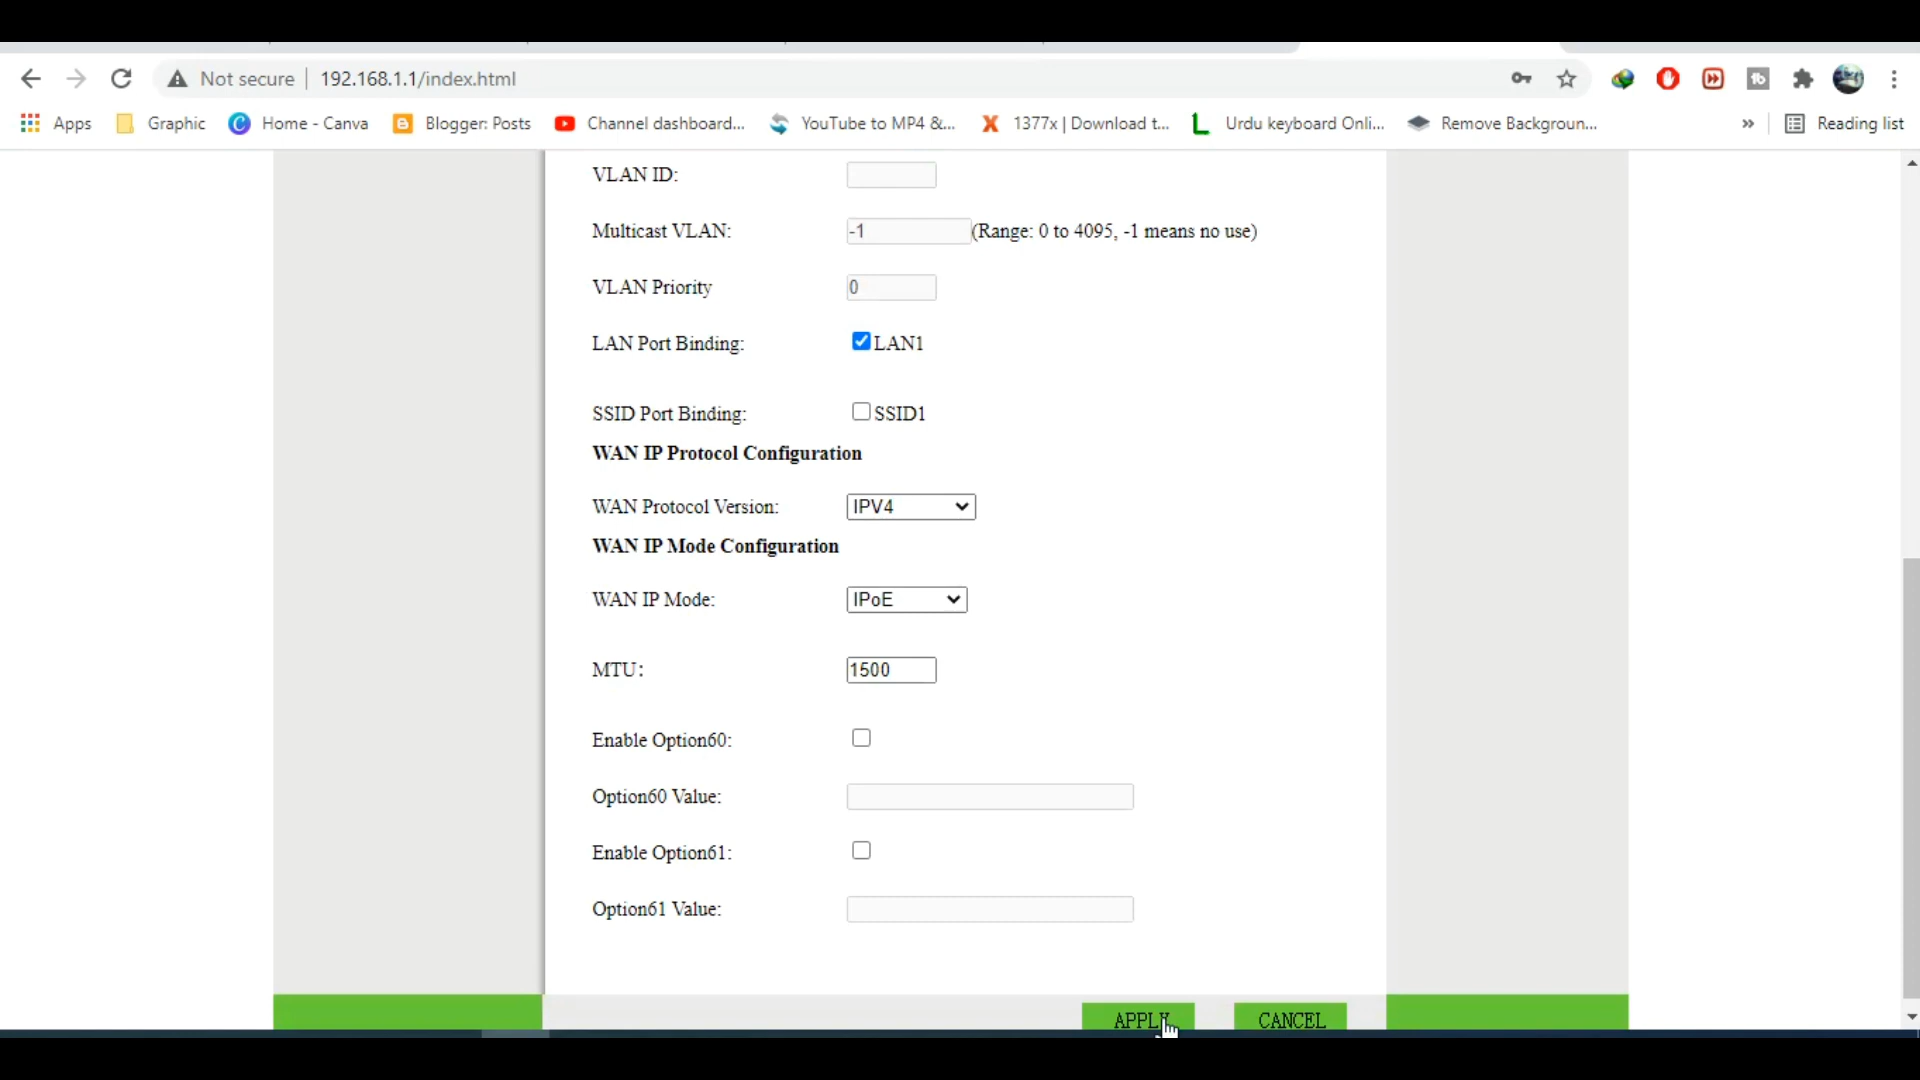 Not secure 192.168.1.1/index.html
Apps Graphic Home - Canva Blogger: Posts Channel dashboard... YouTube to MP4 &... 1377x | Download t... Urdu keyboard Onli... Remove Backgroun... » Reading list
VLAN ID:
Multicast VLAN: -1 (Range: 0 to 4095, -1 means no use)
VLAN Priority 0
LAN Port Binding: LAN1
SSID Port Binding: SSID1
WAN IP Protocol Configuration
WAN Protocol Version: IPV4
WAN IP Mode Configuration
WAN IP Mode: IPoE
MTU: 1500
Enable Option60:
Option60 Value:
Enable Option61:
Option61 Value:
APPLY CANCEL